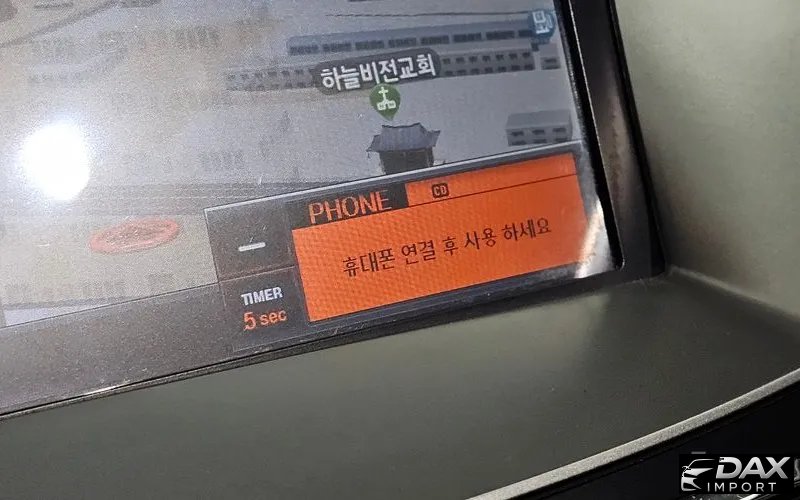 하늘비전교회
PHONE
CD
휴대폰 연결 후 사용 하세요
TIMER
5 sec
DAX
IMPORT